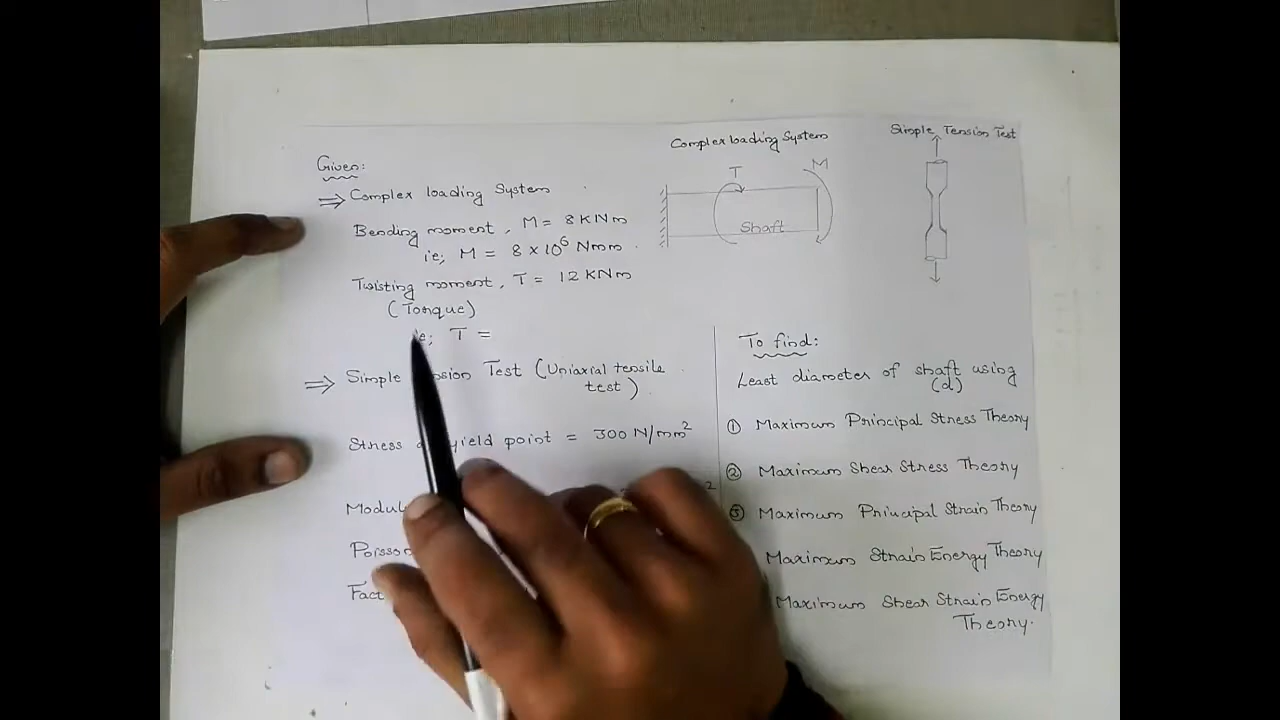 Complex loading System
Simple Tension Test
Given:
⇒ Complex loading System
T
M
Shaft
Bending moment, M = 8 KNm
ie; M = 8 × 10⁶ Nmm.
Twisting moment, T = 12 KNm
(Torque)
T =
⇒ Simple Test (Uniaxial tensile
test).
Stress yield point = 300 N/mm²
To find:
Least diameter of shaft using
(d)
① Maximum Principal Stress Theory
② Maximum Shear Stress Theory
③ Maximum Principal Strain Theory
Maximum Strain Energy Theory
Maximum Shear Strain Energy
Theory.